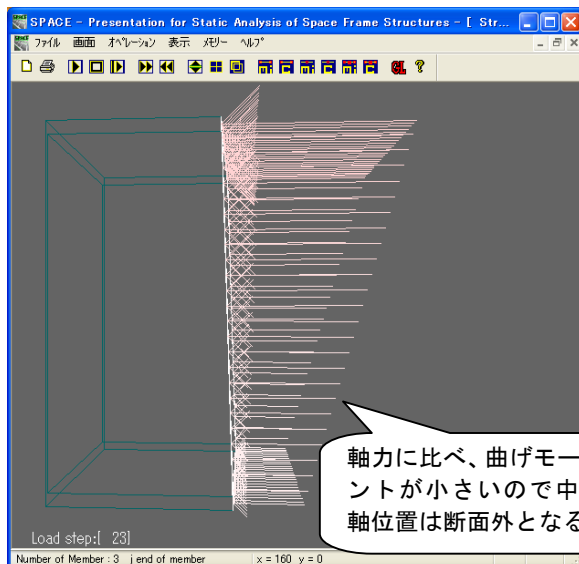 SPACE - Presentation for Static Analysis of Space Frame Structures - [ Str...
ファイル 画面 オペレーション 表示 メモリー ヘルプ
GL ?
軸力に比べ、曲げモー
ントが小さいので中
軸位置は断面外となる
Load step:[ 23]
Number of Member : 3 j end of member x = 160 y = 0